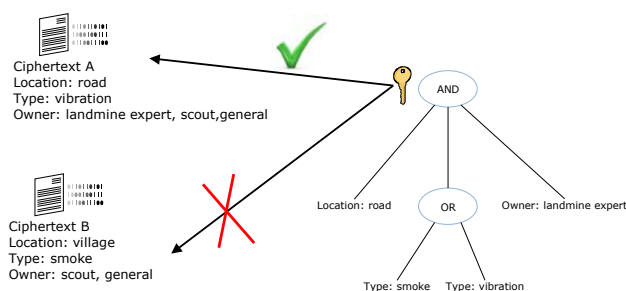 Ciphertext A
Location: road
Type: vibration
Owner: landmine expert, scout,general
Ciphertext B
Location: village
Type: smoke
Owner: scout, general
AND
Location: road
OR
Owner: landmine expert
Type: smoke
Type: vibration